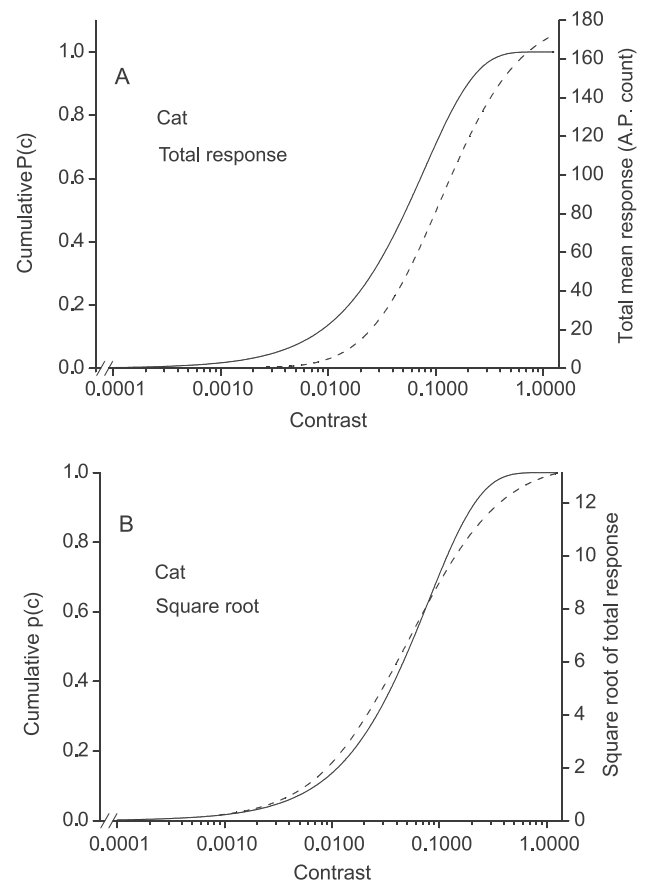 180
160
140
120
100
80
60
40
20
0
Total mean response (A.P. count)
1.0
0.8
0.6
0.4
0.2
0.0
CumulativeP(c)
A
Cat
Total response
0.0001 0.0010 0.0100 0.1000 1.0000
Contrast
1.0
0.8
0.6
0.4
0.2
0.0
Cumulative p(c)
B
Cat
Square root
12
10
8
6
4
2
0
Square root of total response
0.0001 0.0010 0.0100 0.1000 1.0000
Contrast